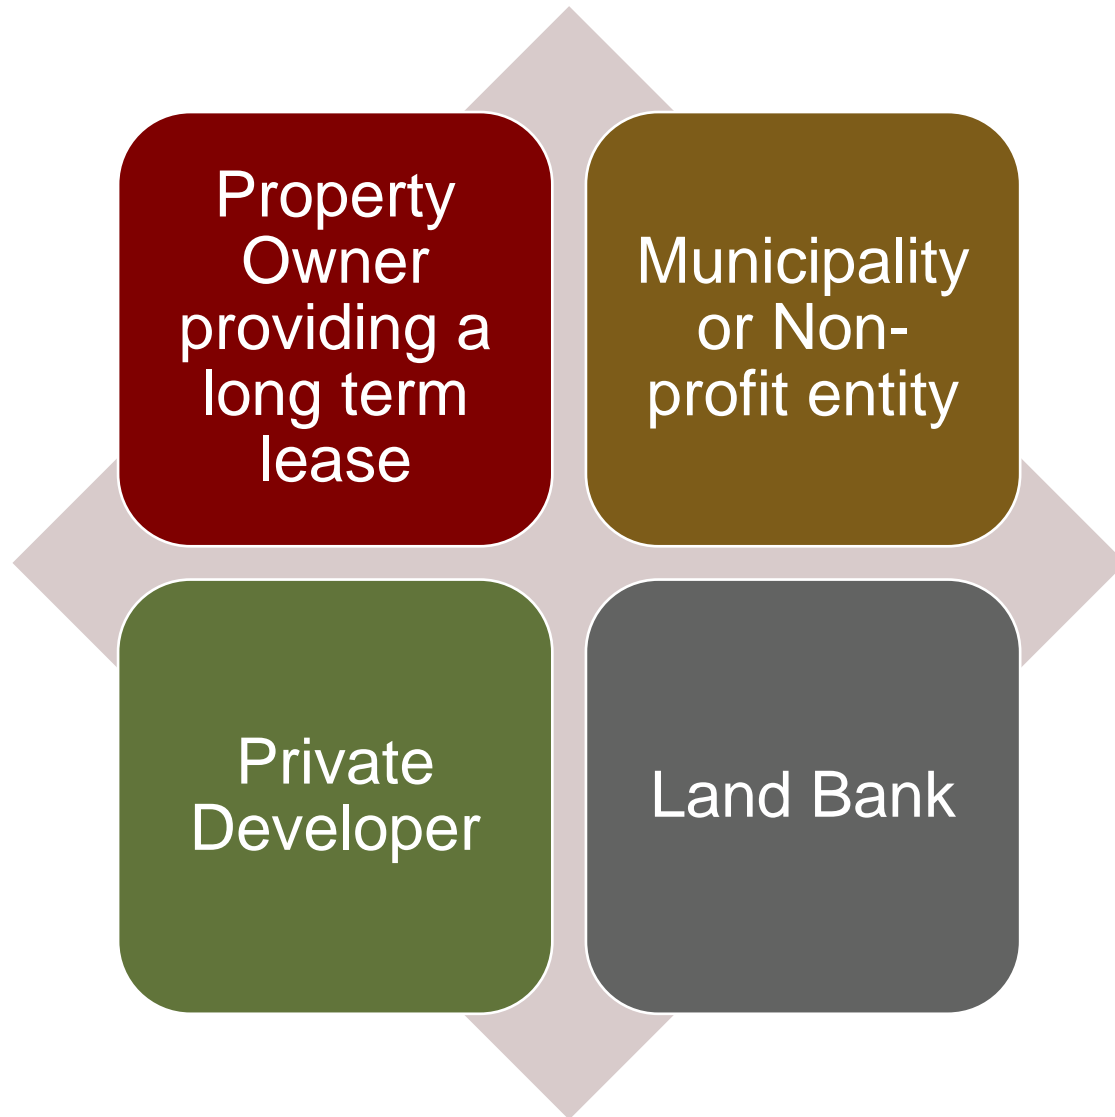 Property
Owner
providing a
long term
lease
Municipality
or Non-
profit entity
Private
Developer
Land Bank